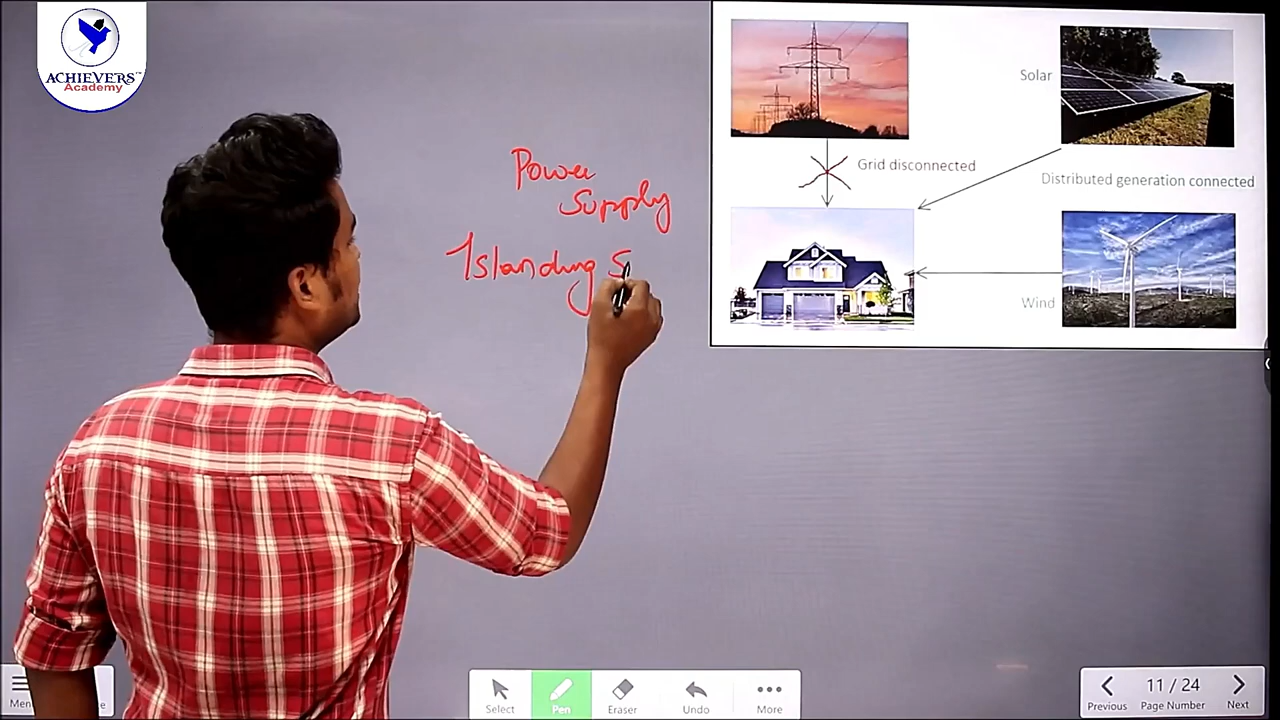 ACHIEVERS™
Academy
Power
Supply
Islanding S
Solar
Grid disconnected
Distributed generation connected
Wind
Select
Pen
Eraser
Undo
More
11 / 24
Previous
Page Number
Next